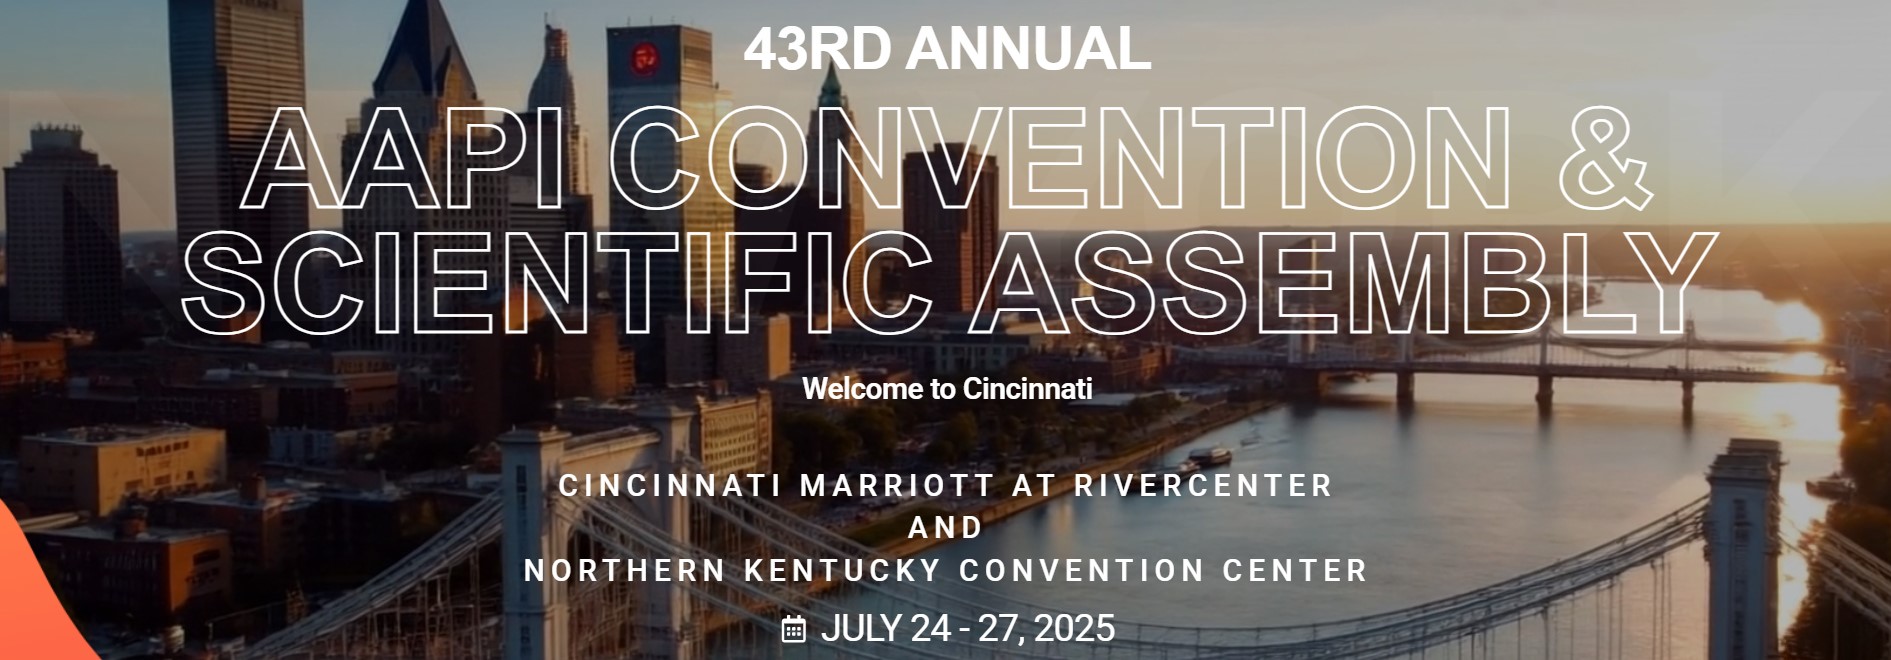 43RD ANNUAL
AAPI CONVENTION &
SCIENTIFIC ASSEMBLY
Welcome to Cincinnati
CINCINNATI MARRIOTT AT RIVERCENTER
AND
NORTHERN KENTUCKY CONVENTION CENTER
JULY 24 - 27, 2025